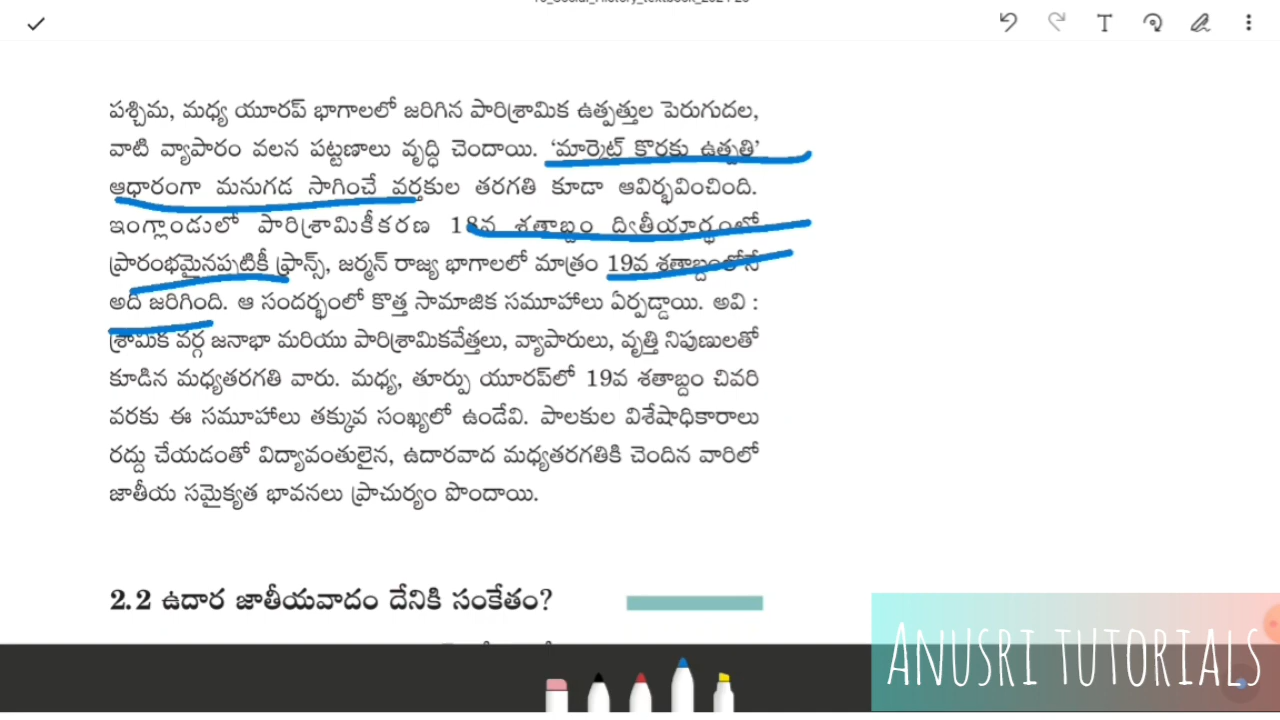 పశ్చిమ, మధ్య యూరప్ భాగాలలో జరిగిన పారిశ్రామిక ఉత్పత్తుల పెరుగుదల,
వాటి వ్యాపారం వలన పట్టణాలు వృద్ధి చెందాయి. ‘మార్కెట్ కొరకు ఉత్పత్తి’
ఆధారంగా మనుగడ సాగించే వర్తకుల తరగతి కూడా ఆవిర్భవించింది.
ఇంగ్లాండులో పారిశ్రామికీకరణ 18వ శతాబ్దం ద్వితీయార్ధంలో
ప్రారంభమైనప్పటికీ ఫ్రాన్స్, జర్మన్ రాజ్య భాగాలలో మాత్రం 19వ శతాబ్దంలోనే
అది జరిగింది. ఆ సందర్భంలో కొత్త సామాజిక సమూహాలు ఏర్పడ్డాయి. అవి :
శ్రామిక వర్గ జనాభా మరియు పారిశ్రామికవేత్తలు, వ్యాపారులు, వృత్తి నిపుణులతో
కూడిన మధ్యతరగతి వారు. మధ్య, తూర్పు యూరప్‌లో 19వ శతాబ్దం చివరి
వరకు ఈ సమూహాలు తక్కువ సంఖ్యలో ఉండేవి. పాలకుల విశేషాధికారాలు
రద్దు చేయడంతో విద్యావంతులైన, ఉదారవాద మధ్యతరగతికి చెందిన వారిలో
జాతీయ సమైక్యత భావనలు ప్రాచుర్యం పొందాయి.
2.2 ఉదార జాతీయవాదం దేనికి సంకేతం?
ANUSRI TUTORIALS